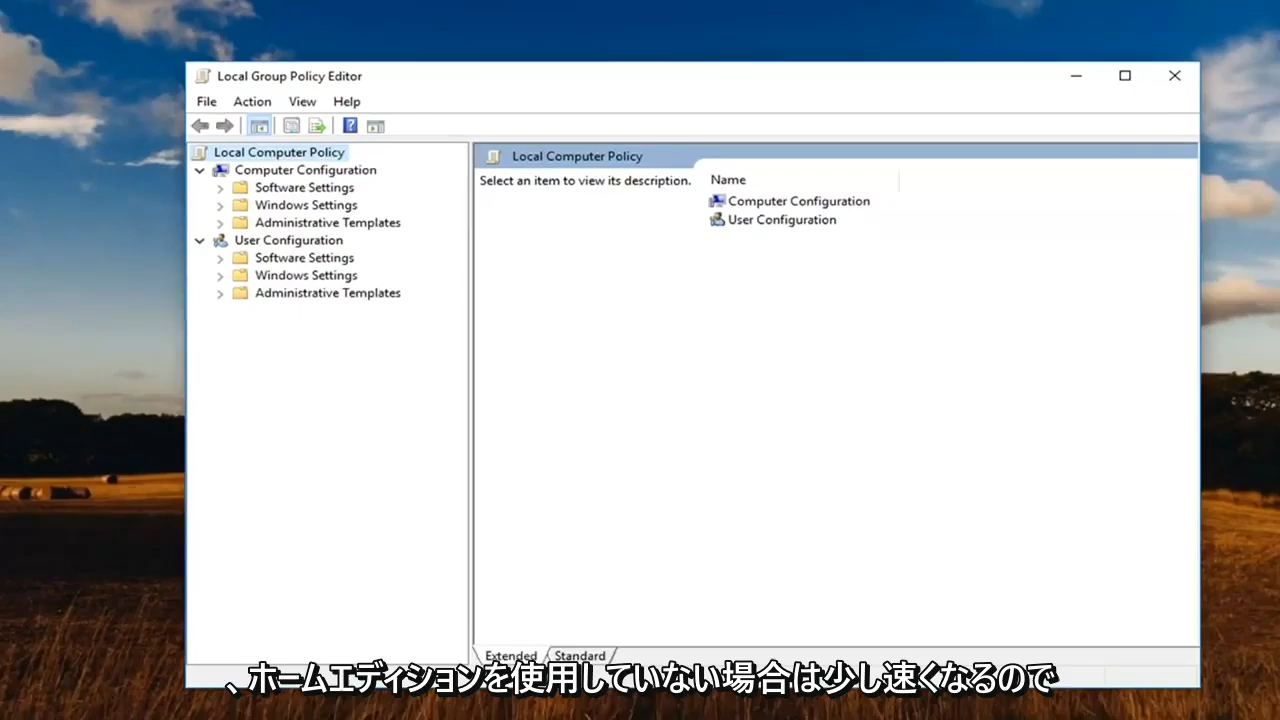 Local Group Policy Editor
File Action View Help
Local Computer Policy
Computer Configuration
Software Settings
Windows Settings
Administrative Templates
User Configuration
Software Settings
Windows Settings
Administrative Templates
Local Computer Policy
Select an item to view its description.
Name
Computer Configuration
User Configuration
Extended Standard
、ホームエディションを使用していない場合は少し速くなるので